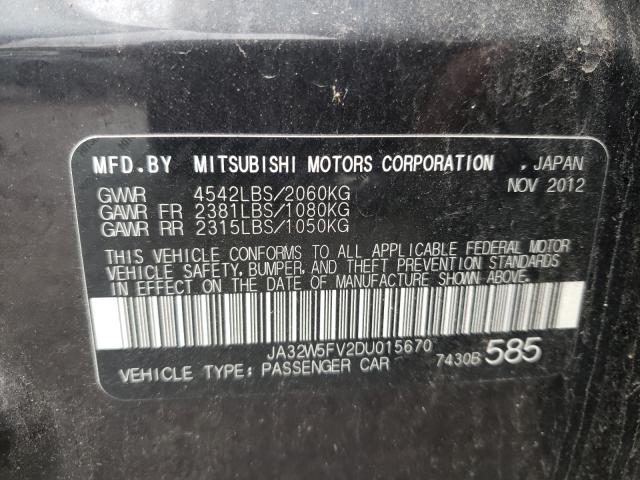 MFD.BY MITSUBISHI MOTORS CORPORATION , JAPAN
GVWR 4542LBS/2060KG NOV 2012
GAWR FR 2381LBS/1080KG
GAWR RR 2315LBS/1050KG
THIS VEHICLE CONFORMS TO ALL APPLICABLE FEDERAL MOTOR
VEHICLE SAFETY, BUMPER, AND THEFT PREVENTION STANDARDS
IN EFFECT ON THE DATE OF MANUFACTURE SHOWN ABOVE.
JA32W5FV2DU015670
VEHICLE TYPE: PASSENGER CAR 7430B 585